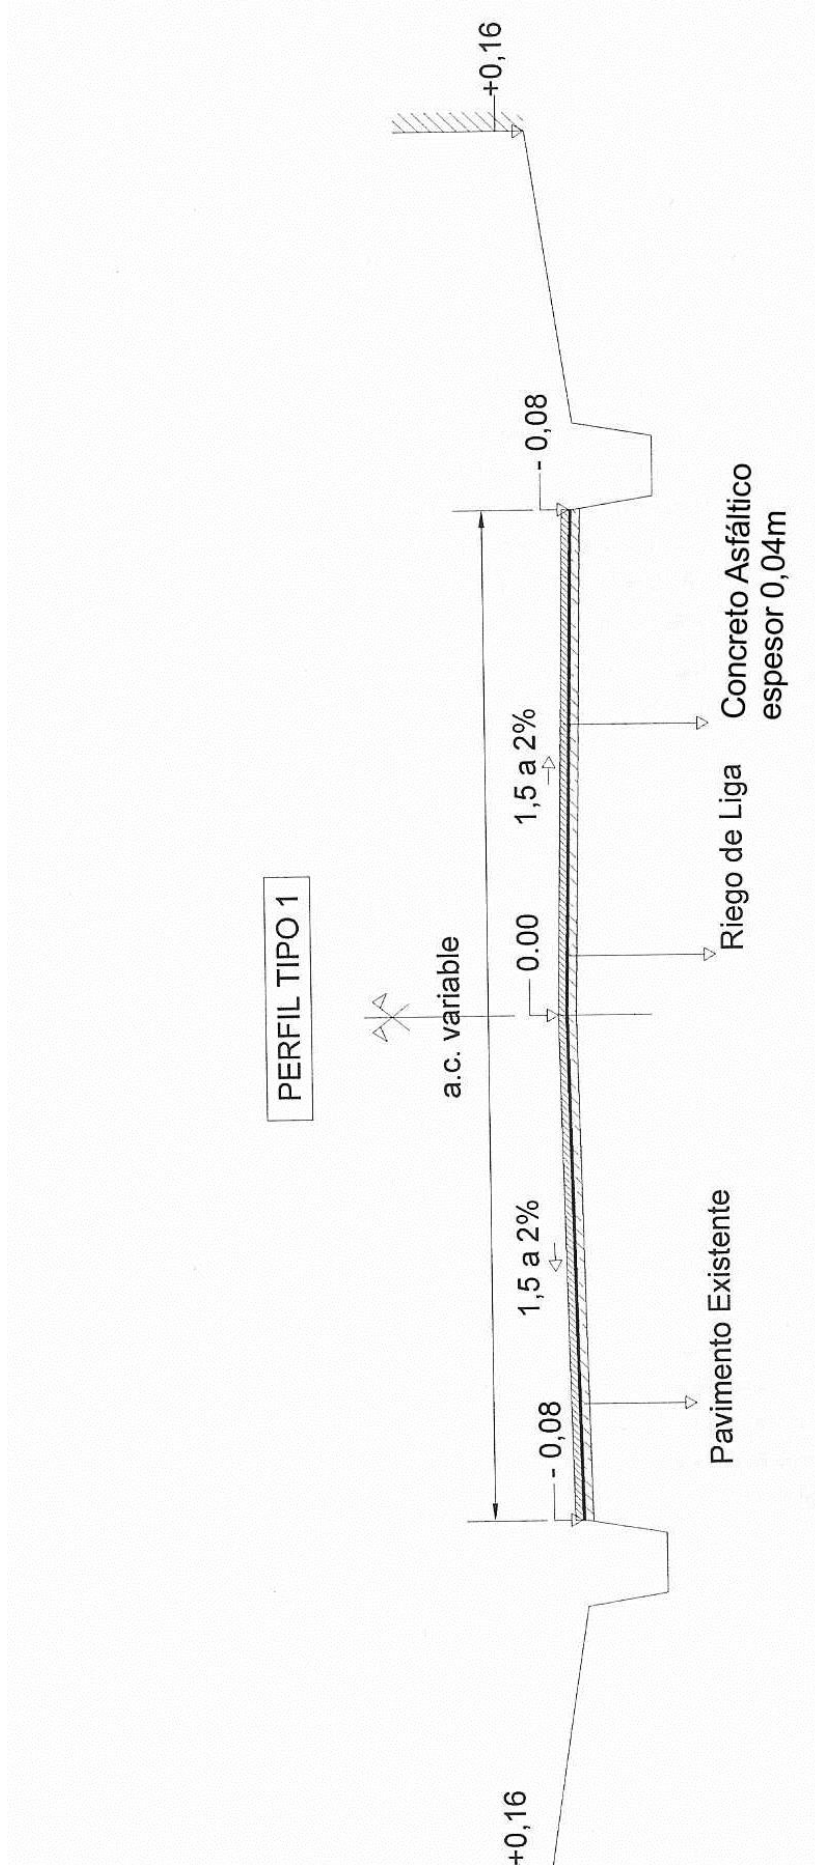 PERFIL TIPO 1
a.c. variable
+0,16
- 0,08
1,5 a 2%
0.00
1,5 a 2%
- 0,08
+0,16
Pavimento Existente
Riego de Liga
Concreto Asfáltico
espesor 0,04m